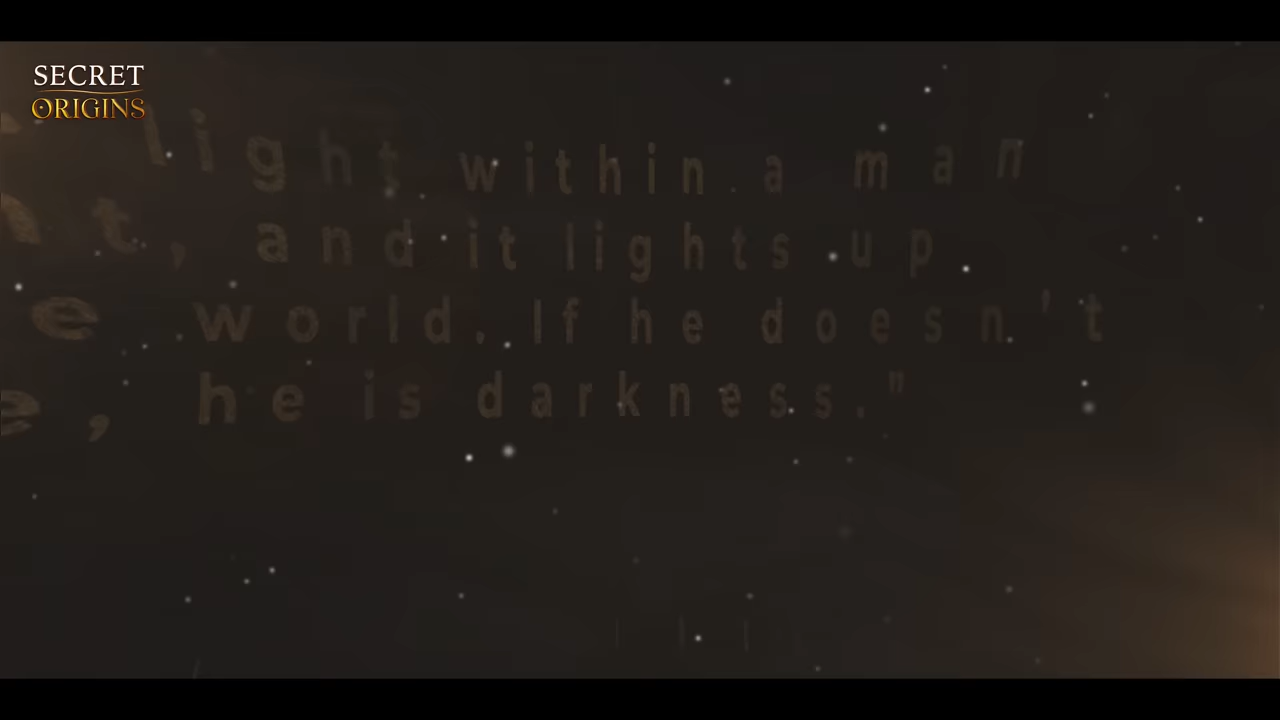 SECRET
ORIGINS
light within a man
and it lights up
world. If he doesn't
he is darkness."